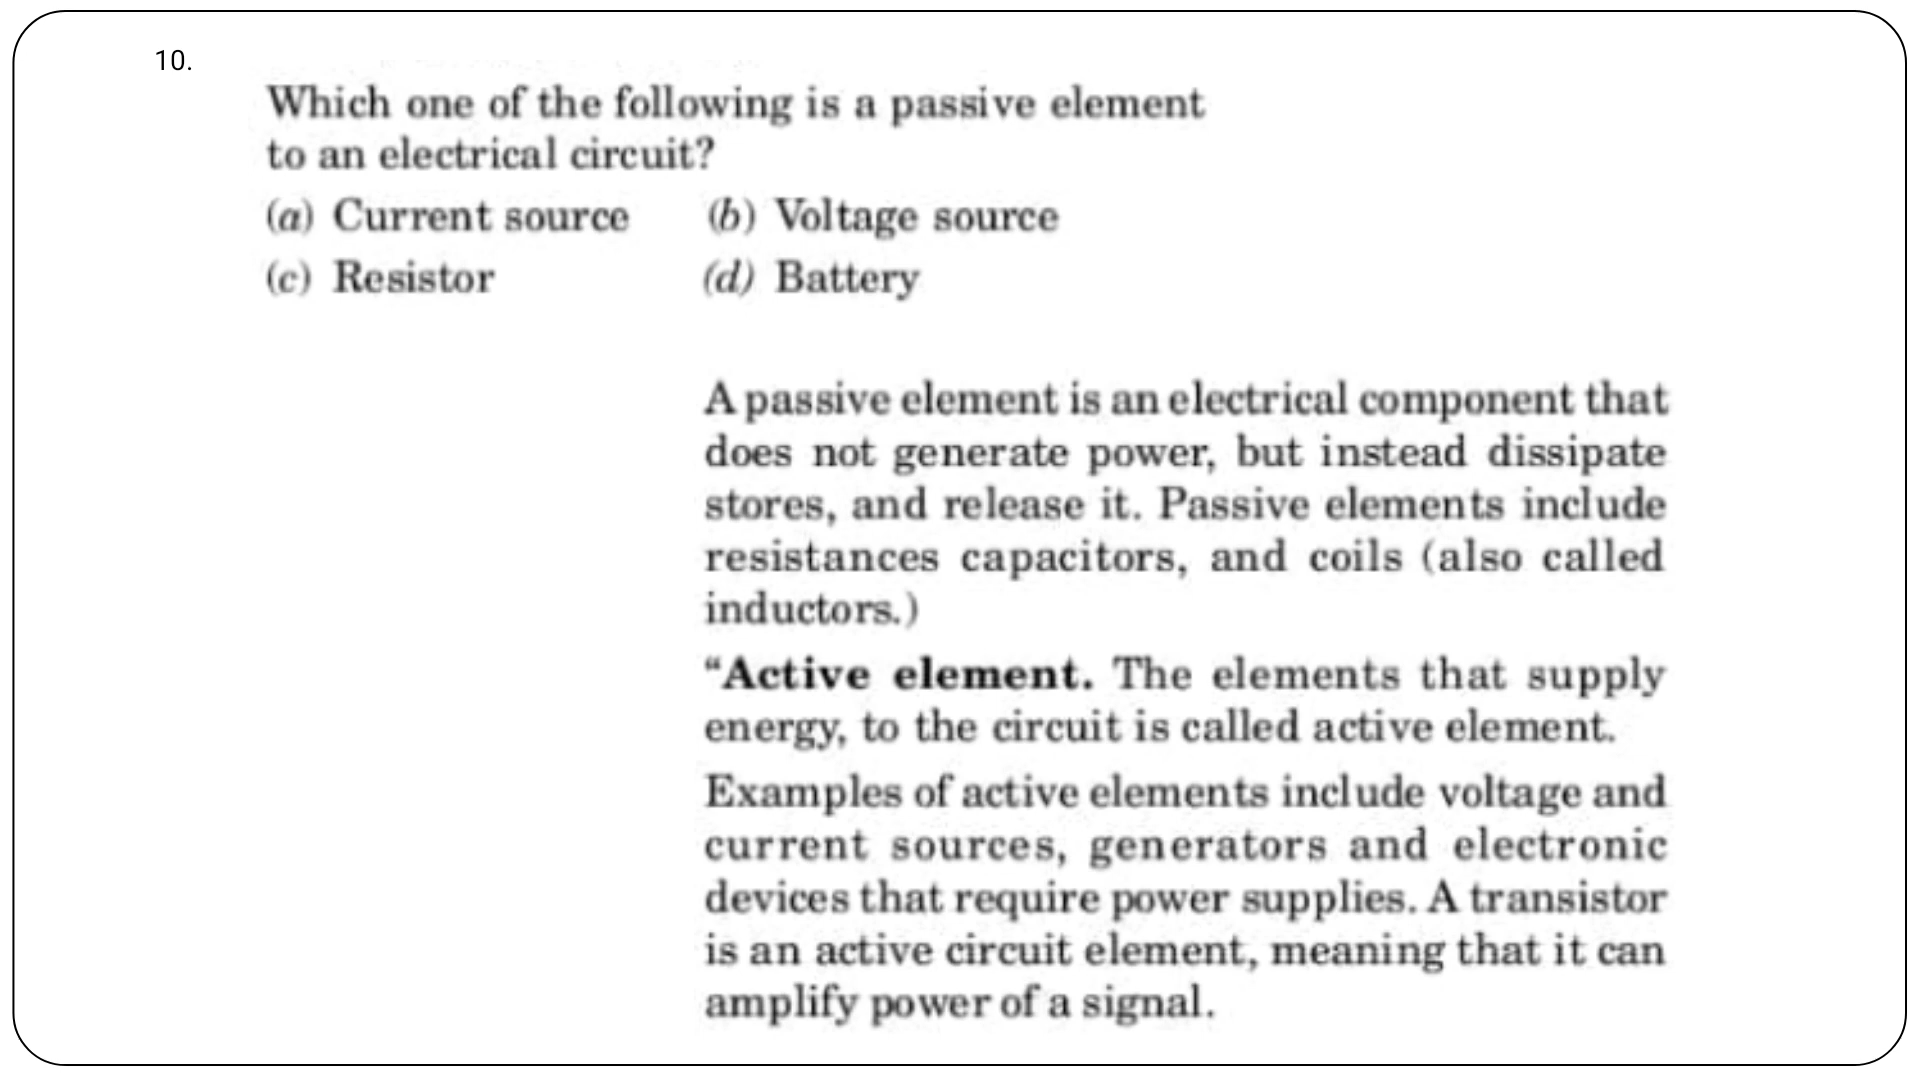 10.
Which one of the following is a passive element
to an electrical circuit?
(a) Current source (b) Voltage source
(c) Resistor (d) Battery
A passive element is an electrical component that
does not generate power, but instead dissipate
stores, and release it. Passive elements include
resistances capacitors, and coils (also called
inductors.)
“Active element. The elements that supply
energy, to the circuit is called active element.
Examples of active elements include voltage and
current sources, generators and electronic
devices that require power supplies. A transistor
is an active circuit element, meaning that it can
amplify power of a signal.